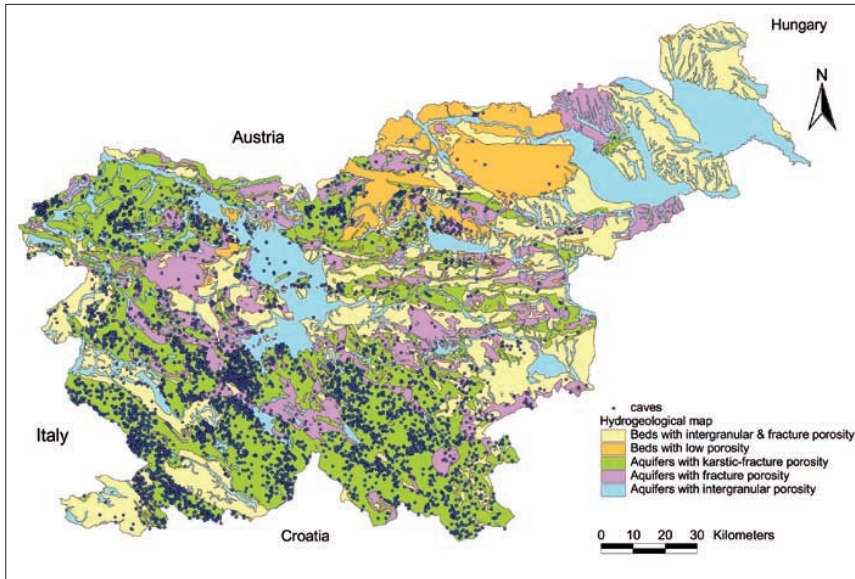 Hungary
N
Austria
Italy
Croatia
caves
Hydrogeological map
Beds with intergranular & fracture porosity
Beds with low porosity
Aquifers with karstic-fracture porosity
Aquifers with fracture porosity
Aquifers with intergranular porosity
0 10 20 30 Kilometers